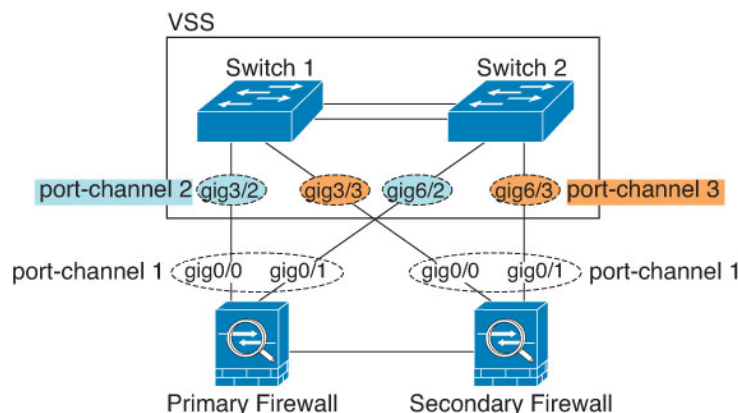 VSS
Switch 1
Switch 2
port-channel 2
gig3/2
gig3/3
gig6/2
gig6/3
port-channel 3
port-channel 1
gig0/0
gig0/1
gig0/0
gig0/1
port-channel 1
Primary Firewall
Secondary Firewall